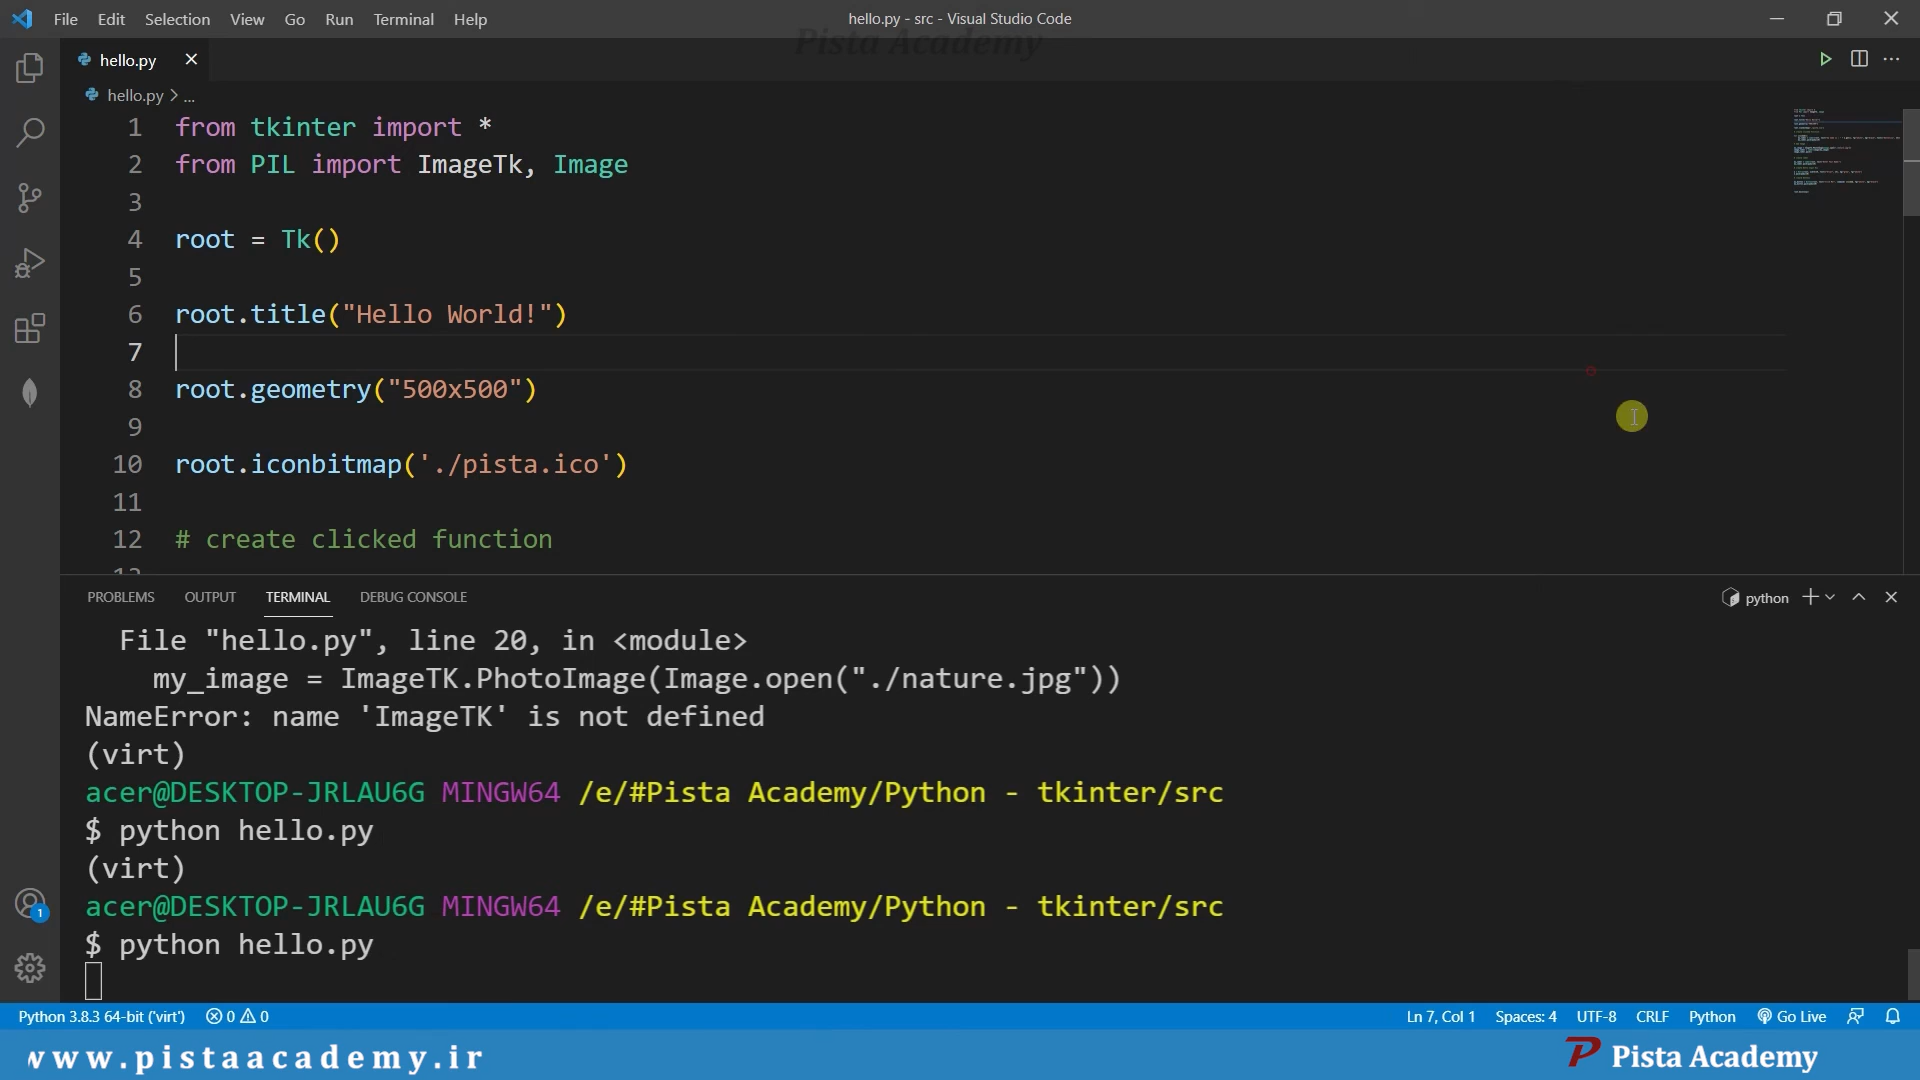 File Edit Selection View Go Run Terminal Help
hello.py - src - Visual Studio Code
Pista Academy
hello.py
hello.py > ...
1 from tkinter import *
2 from PIL import ImageTk, Image
3
4 root = Tk()
5
6 root.title("Hello World!")
7
8 root.geometry("500x500")
9
10 root.iconbitmap('./pista.ico')
11
12 # create clicked function
PROBLEMS OUTPUT TERMINAL DEBUG CONSOLE
python
File "hello.py", line 20, in <module>
my_image = ImageTK.PhotoImage(Image.open("./nature.jpg"))
NameError: name 'ImageTK' is not defined
(virt)
acer@DESKTOP-JRLAU6G MINGW64 /e/#Pista Academy/Python - tkinter/src
$ python hello.py
(virt)
acer@DESKTOP-JRLAU6G MINGW64 /e/#Pista Academy/Python - tkinter/src
$ python hello.py
1
Python 3.8.3 64-bit ('virt') 0 0 Ln 7, Col 1 Spaces: 4 UTF-8 CRLF Python Go Live
www.pistaacademy.ir
P Pista Academy